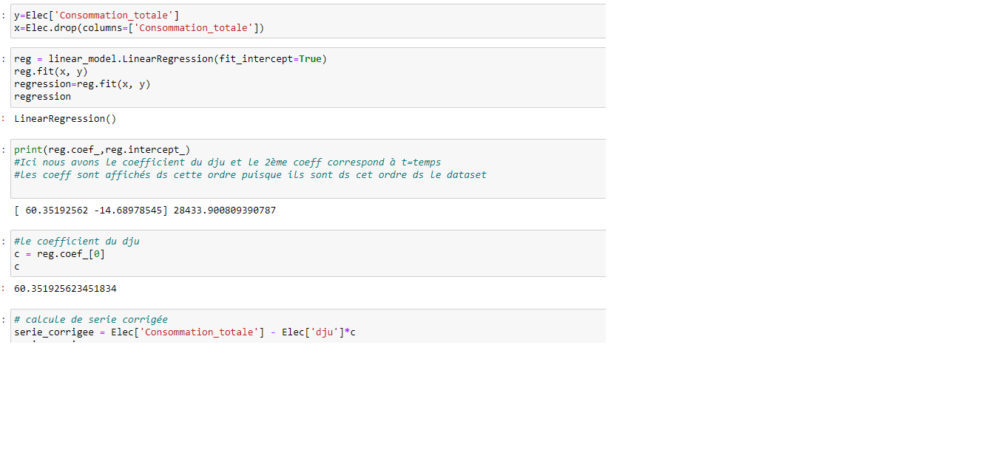 : y=Elec['Consommation_totale']
x=Elec.drop(columns=['Consommation_totale'])
: reg = linear_model.LinearRegression(fit_intercept=True)
reg.fit(x, y)
regression=reg.fit(x, y)
regression
: LinearRegression()
: print(reg.coef_,reg.intercept_)
#Ici nous avons le coefficient du dju et le 2ème coeff correspond à t=temps
#les coeff sont affichés ds cette ordre puisque ils sont ds cet ordre ds le dataset
[ 60.35192562 -14.68978545] 28433.900809390787
: #le coefficient du dju
c = reg.coef_[0]
c
: 60.351925623451834
: # calcule de serie corrigée
serie_corrigee = Elec['Consommation_totale'] - Elec['dju']*c